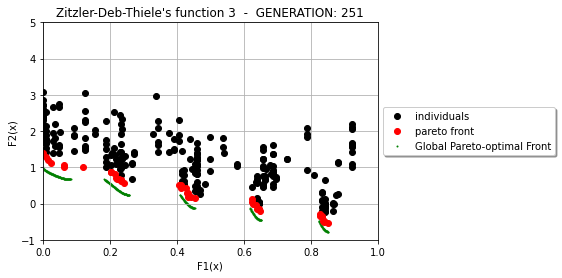 Zitzler-Deb-Thiele's function 3 - GENERATION: 251
5
4
3
2
1
0
−1
F2(x)
0.0 0.2 0.4 0.6 0.8 1.0
F1(x)
individuals
pareto front
Global Pareto-optimal Front